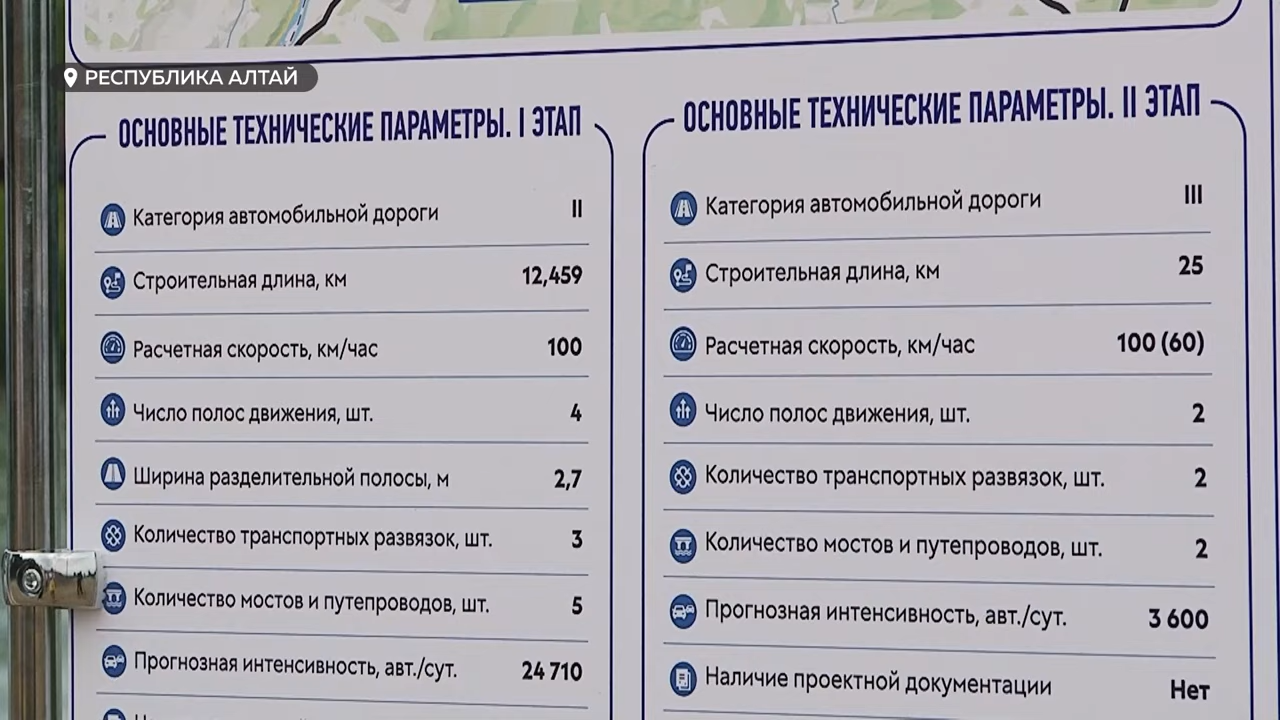 РЕСПУБЛИКА АЛТАЙ
ОСНОВНЫЕ ТЕХНИЧЕСКИЕ ПАРАМЕТРЫ. I ЭТАП
Категория автомобильной дороги II
Строительная длина, км 12,459
Расчетная скорость, км/час 100
Число полос движения, шт. 4
Ширина разделительной полосы, м 2,7
Количество транспортных развязок, шт. 3
Количество мостов и путепроводов, шт. 5
Прогнозная интенсивность, авт./сут. 24 710
ОСНОВНЫЕ ТЕХНИЧЕСКИЕ ПАРАМЕТРЫ. II ЭТАП
Категория автомобильной дороги III
Строительная длина, км 25
Расчетная скорость, км/час 100 (60)
Число полос движения, шт. 2
Количество транспортных развязок, шт. 2
Количество мостов и путепроводов, шт. 2
Прогнозная интенсивность, авт./сут. 3 600
Наличие проектной документации Нет